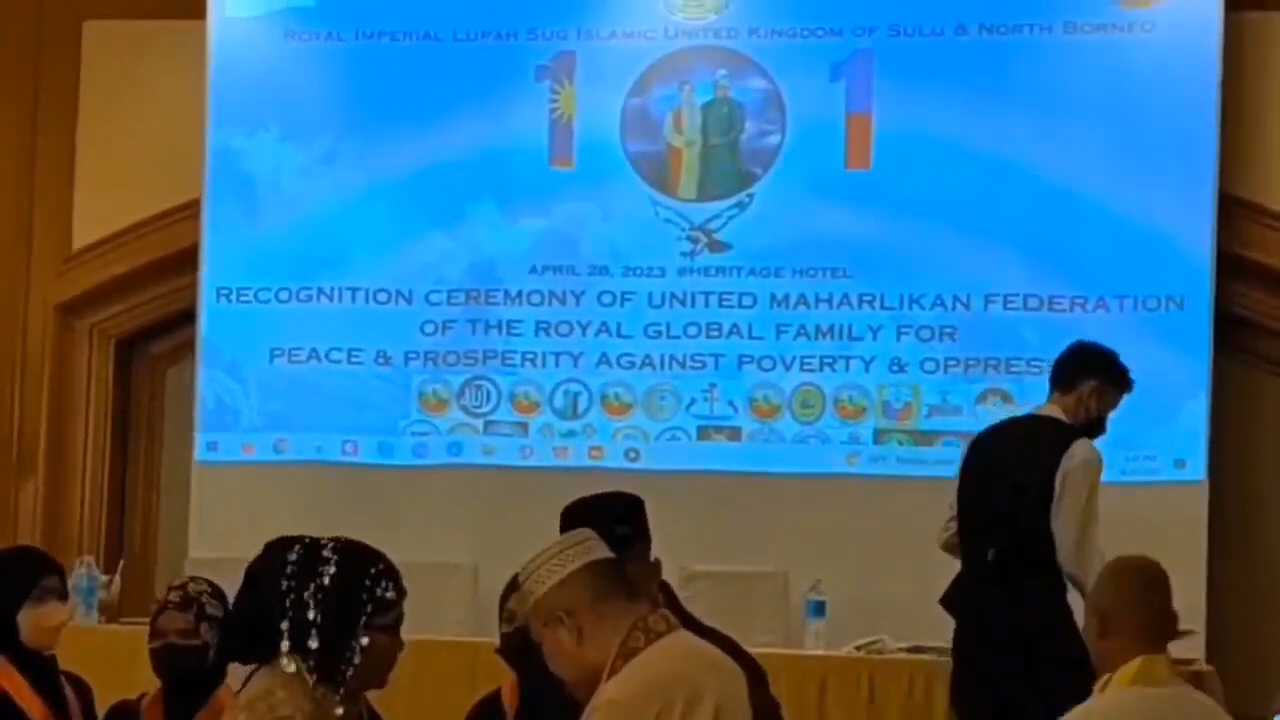 ROYAL IMPERIAL LUPAH SUG ISLAMIC UNITED KINGDOM OF SULU & NORTH BORNEO
1 1
APRIL 28, 2023 @HERITAGE HOTEL
RECOGNITION CEREMONY OF UNITED MAHARLIKAN FEDERATION
OF THE ROYAL GLOBAL FAMILY FOR
PEACE & PROSPERITY AGAINST POVERTY & OPPRES